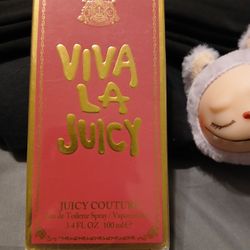 VIVA
LA
JUICY
JUICY COUTURE
Eau de Toilette Spray / Vaporisateur
3.4 FL OZ 100 ml e